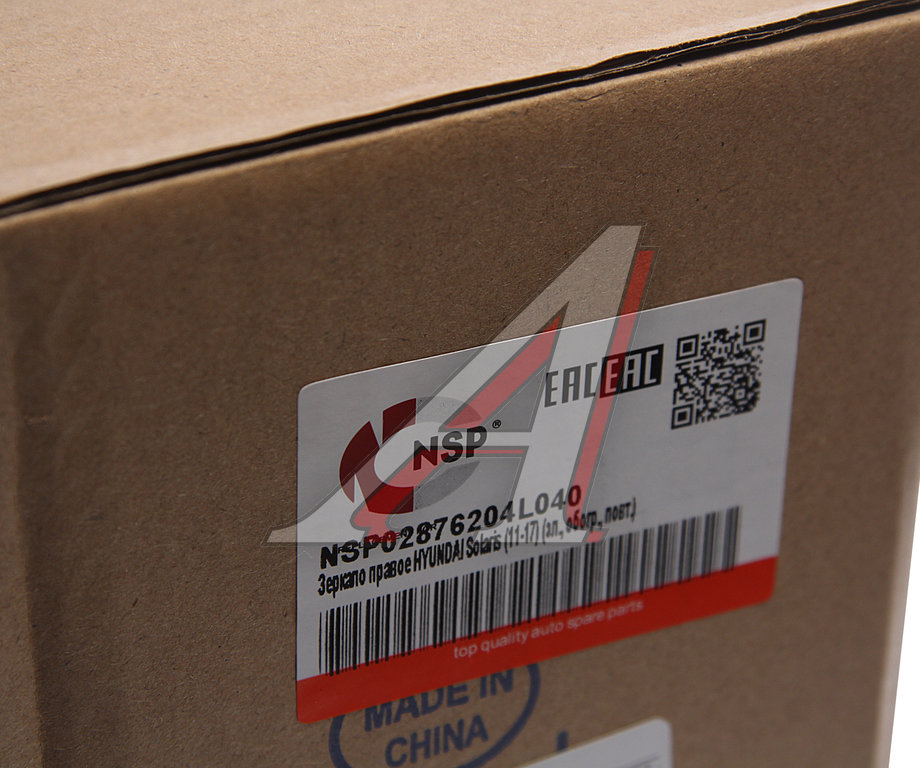 EAC EAC
NSP®
NSP02876204L040
Зеркало правое HYUNDAI Solaris (11-17) (эл., обогр., повт.)
top quality auto spare parts
MADE IN
CHINA